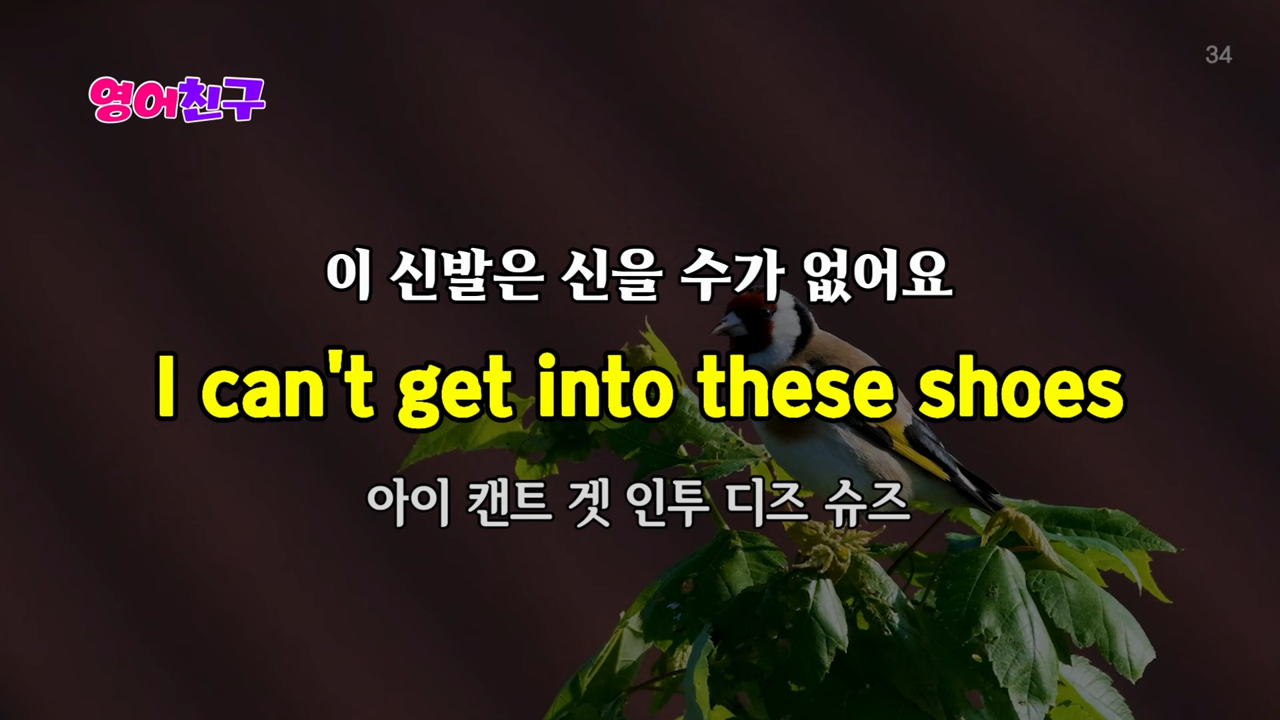 34
영어친구
이 신발은 신을 수가 없어요
I can't get into these shoes
아이 캔트 겟 인투 디즈 슈즈